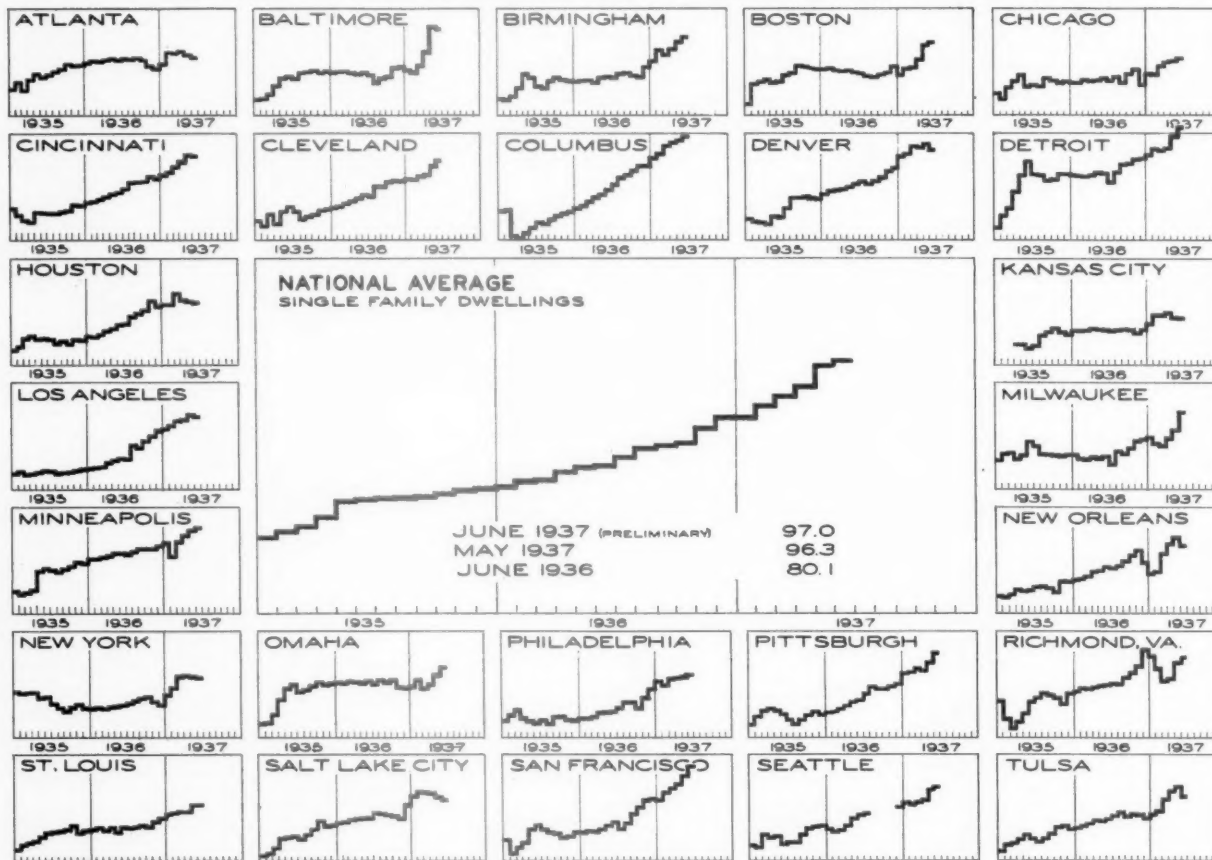 ATLANTA
BALTIMORE
BIRMINGHAM
BOSTON
CHICAGO
1935 1936 1937
1935 1936 1937
1935 1936 1937
1935 1936 1937
1935 1936 1937
CINCINNATI
CLEVELAND
COLUMBUS
DENVER
DETROIT
1935 1936 1937
1935 1936 1937
1935 1936 1937
1935 1936 1937
1935 1936 1937
HOUSTON
1935 1936 1937
LOS ANGELES
1935 1936 1937
MINNEAPOLIS
1935 1936 1937
NATIONAL AVERAGE
SINGLE FAMILY DWELLINGS
JUNE 1937 (PRELIMINARY) 97.0
MAY 1937 96.3
JUNE 1936 80.1
1935 1936 1937
KANSAS CITY
1935 1936 1937
MILWAUKEE
1935 1936 1937
NEW ORLEANS
1935 1936 1937
NEW YORK
OMAHA
PHILADELPHIA
PITTSBURGH
RICHMOND, VA.
1935 1936 1937
1935 1936 1937
1935 1936 1937
1935 1936 1937
1935 1936 1937
ST. LOUIS
SALT LAKE CITY
SAN FRANCISCO
SEATTLE
TULSA